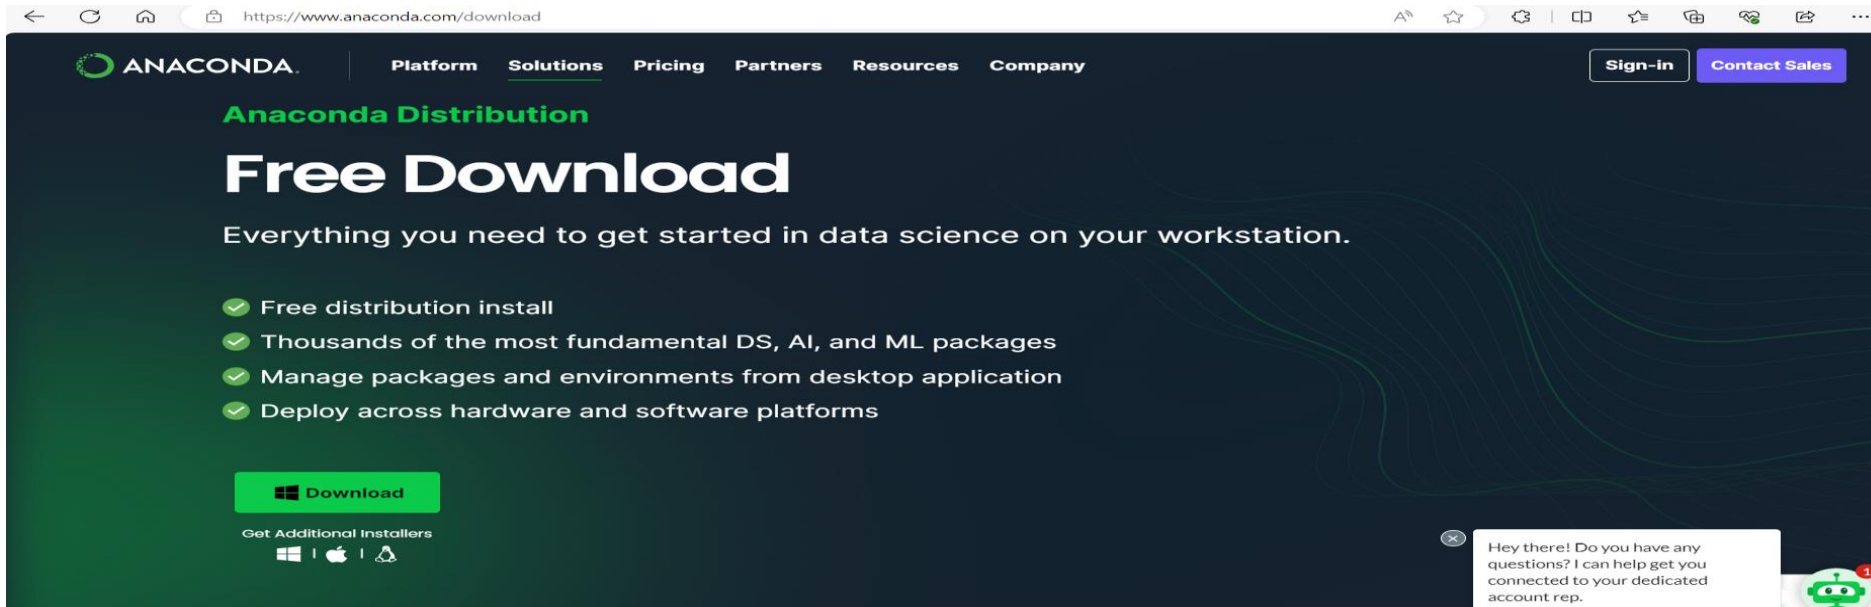 https://www.anaconda.com/download
ANACONDA.
Platform Solutions Pricing Partners Resources Company
Sign-in
Contact Sales
Anaconda Distribution
Free Download
Everything you need to get started in data science on your workstation.
Free distribution install
Thousands of the most fundamental DS, AI, and ML packages
Manage packages and environments from desktop application
Deploy across hardware and software platforms
Download
Get Additional Installers
Hey there! Do you have any
questions? I can help get you
connected to your dedicated
account rep.
1